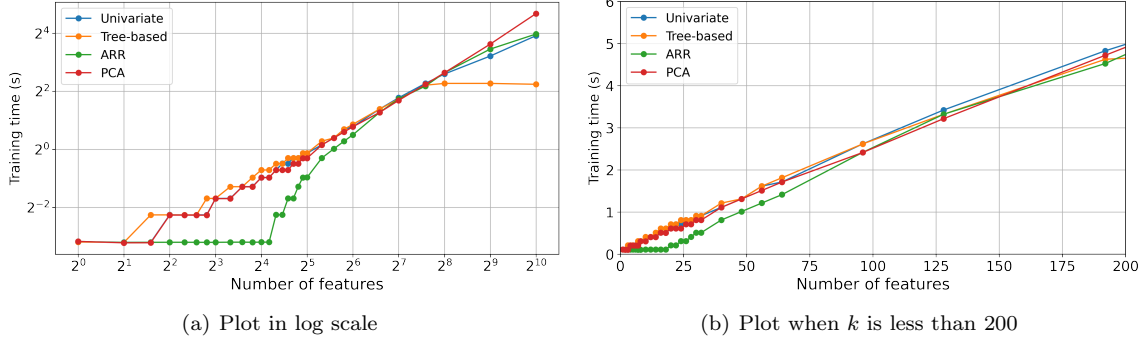 Univariate
Tree-based
ARR
PCA
Training time (s)
2^4
2^2
2^0
2^−2
2^0 2^1 2^2 2^3 2^4 2^5 2^6 2^7 2^8 2^9 2^10
Number of features
(a) Plot in log scale
Univariate
Tree-based
ARR
PCA
Training time (s)
6
5
4
3
2
1
0
0 25 50 75 100 125 150 175 200
Number of features
(b) Plot when k is less than 200